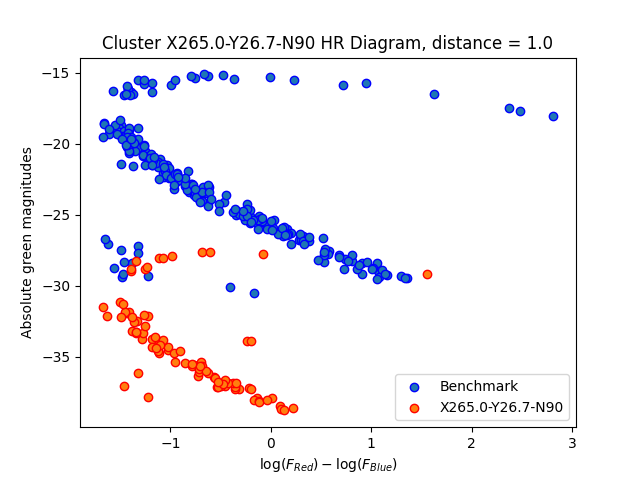 Cluster X265.0-Y26.7-N90 HR Diagram, distance = 1.0
Absolute green magnitudes
−15
−20
−25
−30
−35
Benchmark
X265.0-Y26.7-N90
−1
0
1
2
3
log(F_Red) − log(F_Blue)